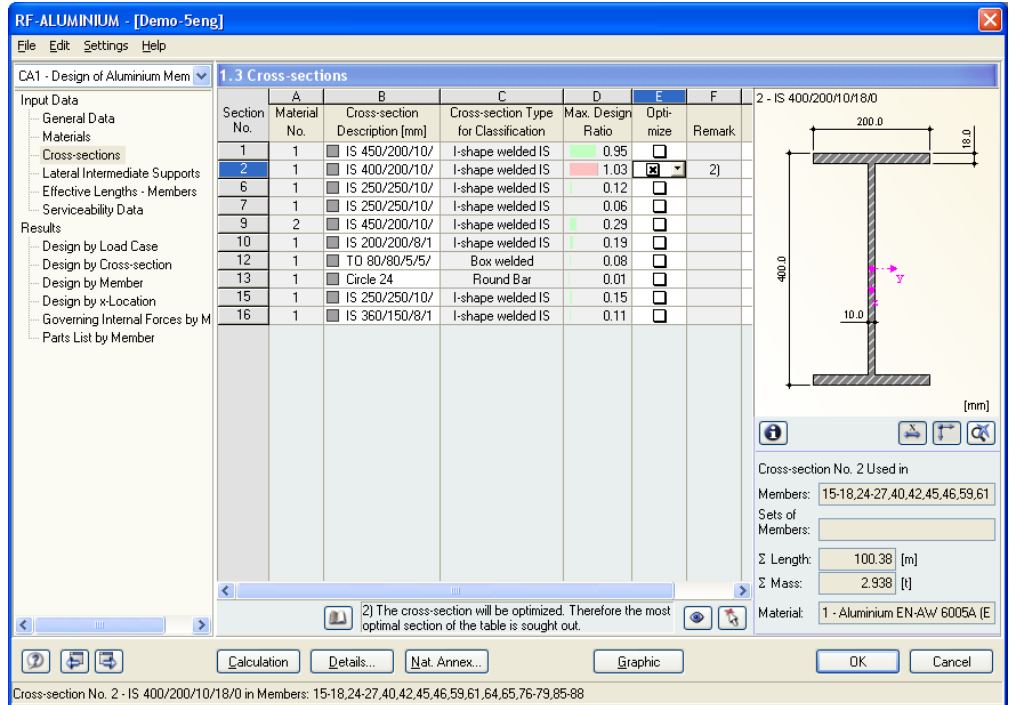 RF-ALUMINIUM - [Demo-5eng]
File Edit Settings Help
CA1 - Design of Aluminium Mem
Input Data
General Data
Materials
Cross-sections
Lateral Intermediate Supports
Effective Lengths - Members
Serviceability Data
Results
Design by Load Case
Design by Cross-section
Design by Member
Design by x-Location
Governing Internal Forces by M
Parts List by Member
1.3 Cross-sections
A B C D E F
Section No. Material No. Cross-section Description [mm] Cross-section Type for Classification Max. Design Ratio Opti-mize Remark
1 1 IS 450/200/10/ I-shape welded IS 0.95
2 1 IS 400/200/10/ I-shape welded IS 1.03 2)
6 1 IS 250/250/10/ I-shape welded IS 0.12
7 1 IS 250/250/10/ I-shape welded IS 0.06
9 2 IS 450/200/10/ I-shape welded IS 0.29
10 1 IS 200/200/8/1 I-shape welded IS 0.19
12 1 TO 80/80/5/5/ Box welded 0.08
13 1 Circle 24 Round Bar 0.01
15 1 IS 250/250/10/ I-shape welded IS 0.15
16 1 IS 360/150/8/1 I-shape welded IS 0.11
2) The cross-section will be optimized. Therefore the most
optimal section of the table is sought out.
2 - IS 400/200/10/18/0
200.0
18.0
400.0
y
z
10.0
[mm]
Cross-section No. 2 Used in
Members: 15-18,24-27,40,42,45,46,59,61
Sets of
Members:
Σ Length: 100.38 [m]
Σ Mass: 2.938 [t]
Material: 1 - Aluminium EN-AW 6005A (E
Calculation Details... Nat. Annex... Graphic OK Cancel
Cross-section No. 2 - IS 400/200/10/18/0 in Members: 15-18,24-27,40,42,45,46,59,61,64,65,76-79,85-88